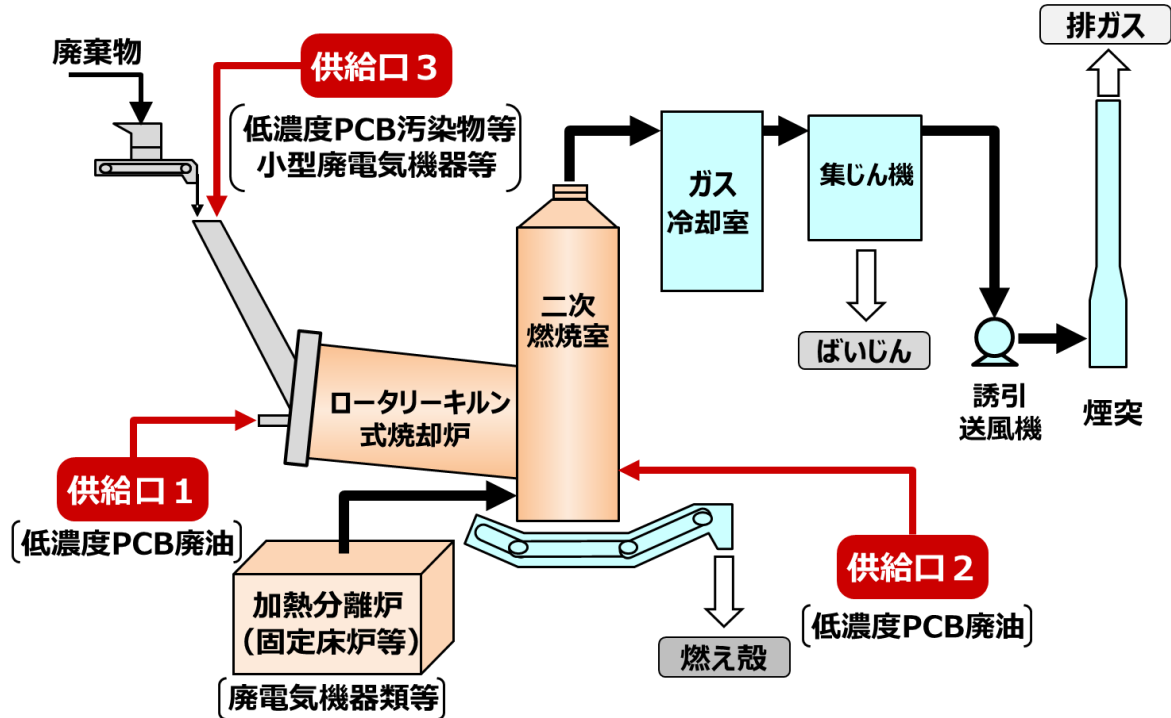 排ガス
廃棄物
供給口3
低濃度PCB汚染物等
小型廃電気機器等
ガス
冷却室
集じん機
二次
燃焼室
ばいじん
ロータリーキルン
式焼却炉
誘引
送風機
煙突
供給口1
低濃度PCB廃油
供給口2
低濃度PCB廃油
加熱分離炉
（固定床炉等）
廃電気機器類等
燃え殻